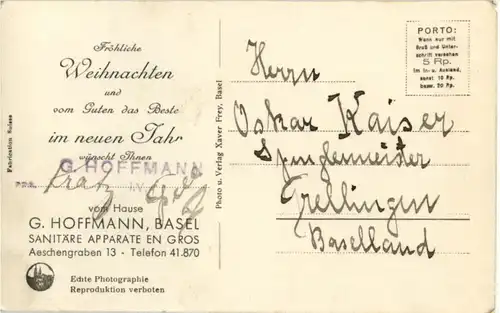 Fröhliche
Weihnachten
und
vom Guten das Beste
im neuen Jahr
wünscht Ihnen
G. HOFFMANN
ppa.
vom Hause
G. HOFFMANN, BASEL
SANITÄRE APPARATE EN GROS
Aeschengraben 13 - Telefon 41.870
Echte Photographie
Reproduktion verboten
Fabrication Suisse
Photo u. Verlag Xaver Frey, Basel
PORTO:
Wenn nur mit
Gruß und Unter-
schrift versehen
5 Rp.
im In- u. Ausland,
sonst 10 Rp.
bezw. 20 Rp.
Herrn
Oskar Kaiser
Spenglermeister
Grellingen
Baselland